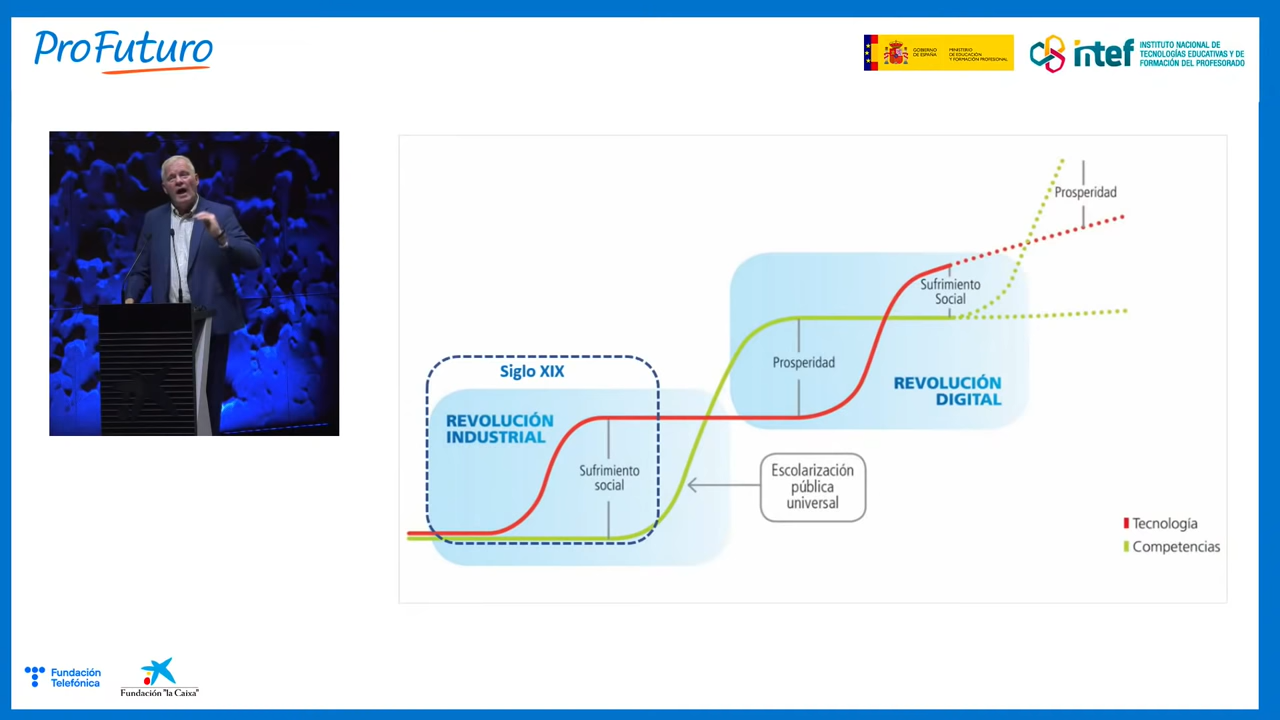 ProFuturo
GOBIERNO
DE ESPAÑA
MINISTERIO
DE EDUCACIÓN
Y FORMACIÓN PROFESIONAL
intef
INSTITUTO NACIONAL DE
TECNOLOGÍAS EDUCATIVAS Y DE
FORMACIÓN DEL PROFESORADO
Prosperidad
Sufrimiento
Social
Siglo XIX
Prosperidad
REVOLUCIÓN
DIGITAL
REVOLUCIÓN
INDUSTRIAL
Sufrimiento
social
Escolarización
pública
universal
Tecnología
Competencias
Fundación
Telefónica
Fundación "la Caixa"